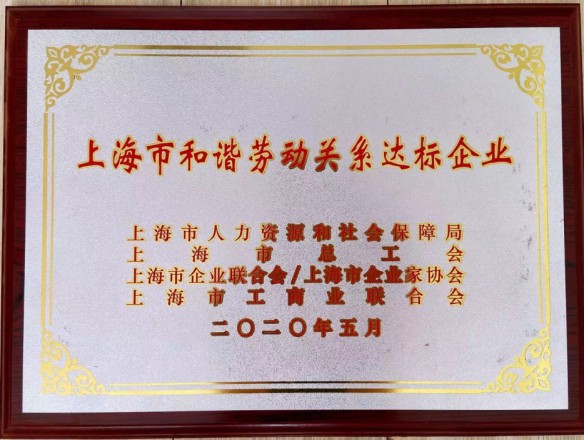 上海市和谐劳动关系达标企业
上海市人力资源和社会保障局
上海市总工会
上海市企业联合会/上海市企业家协会
上海市工商业联合会
二〇二〇年五月